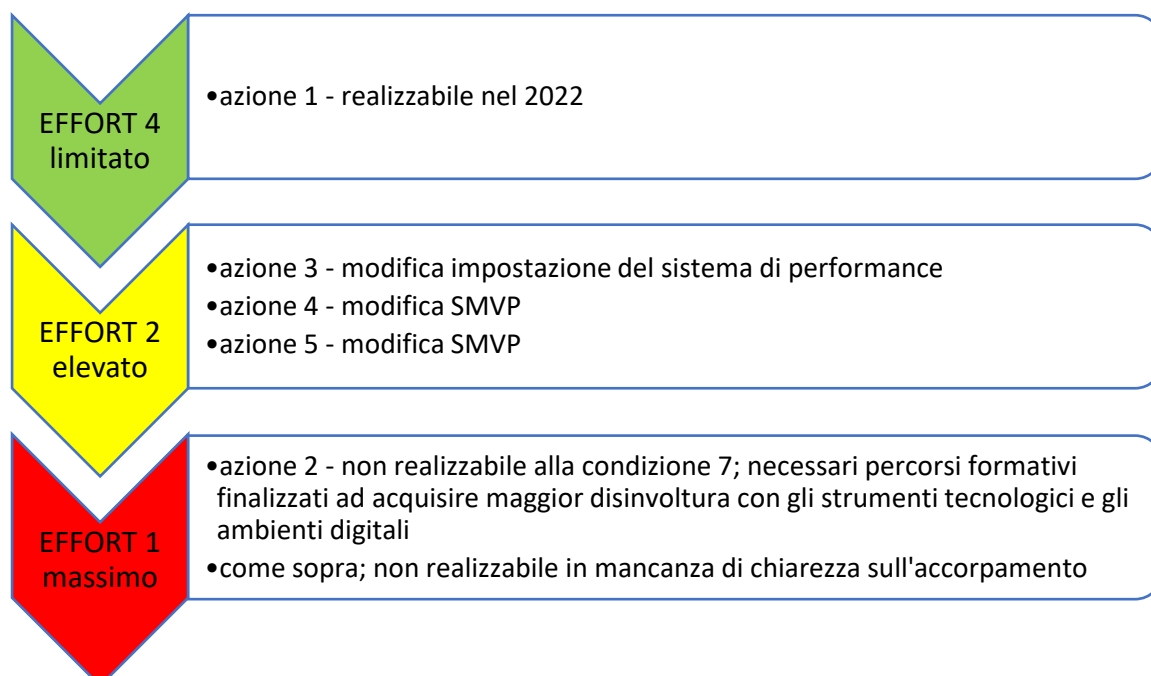 EFFORT 4
limitato
•azione 1 - realizzabile nel 2022
EFFORT 2
elevato
•azione 3 - modifica impostazione del sistema di performance
•azione 4 - modifica SMVP
•azione 5 - modifica SMVP
EFFORT 1
massimo
•azione 2 - non realizzabile alla condizione 7; necessari percorsi formativi
finalizzati ad acquisire maggior disinvoltura con gli strumenti tecnologici e gli
ambienti digitali
•come sopra; non realizzabile in mancanza di chiarezza sull'accorpamento